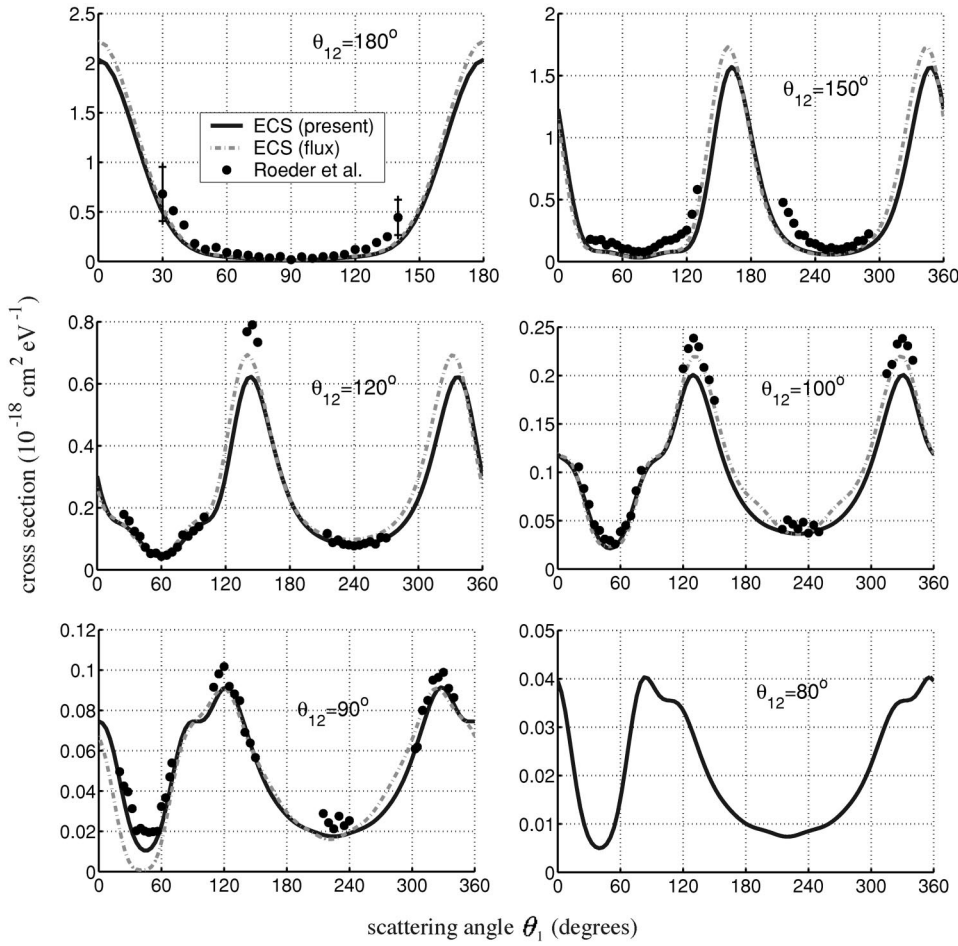 θ12=180o
ECS (present)
ECS (flux)
Roeder et al.
2.5
2
1.5
1
0.5
0
0 30 60 90 120 150 180
θ12=150o
2
1.5
1
0.5
0
0 60 120 180 240 300 360
cross section (10-18 cm2 eV-1)
θ12=120o
0.8
0.6
0.4
0.2
0
0 60 120 180 240 300 360
θ12=100o
0.25
0.2
0.15
0.1
0.05
0
0 60 120 180 240 300 360
θ12=90o
0.12
0.1
0.08
0.06
0.04
0.02
0
0 60 120 180 240 300 360
θ12=80o
0.05
0.04
0.03
0.02
0.01
0
0 60 120 180 240 300 360
scattering angle θ1 (degrees)